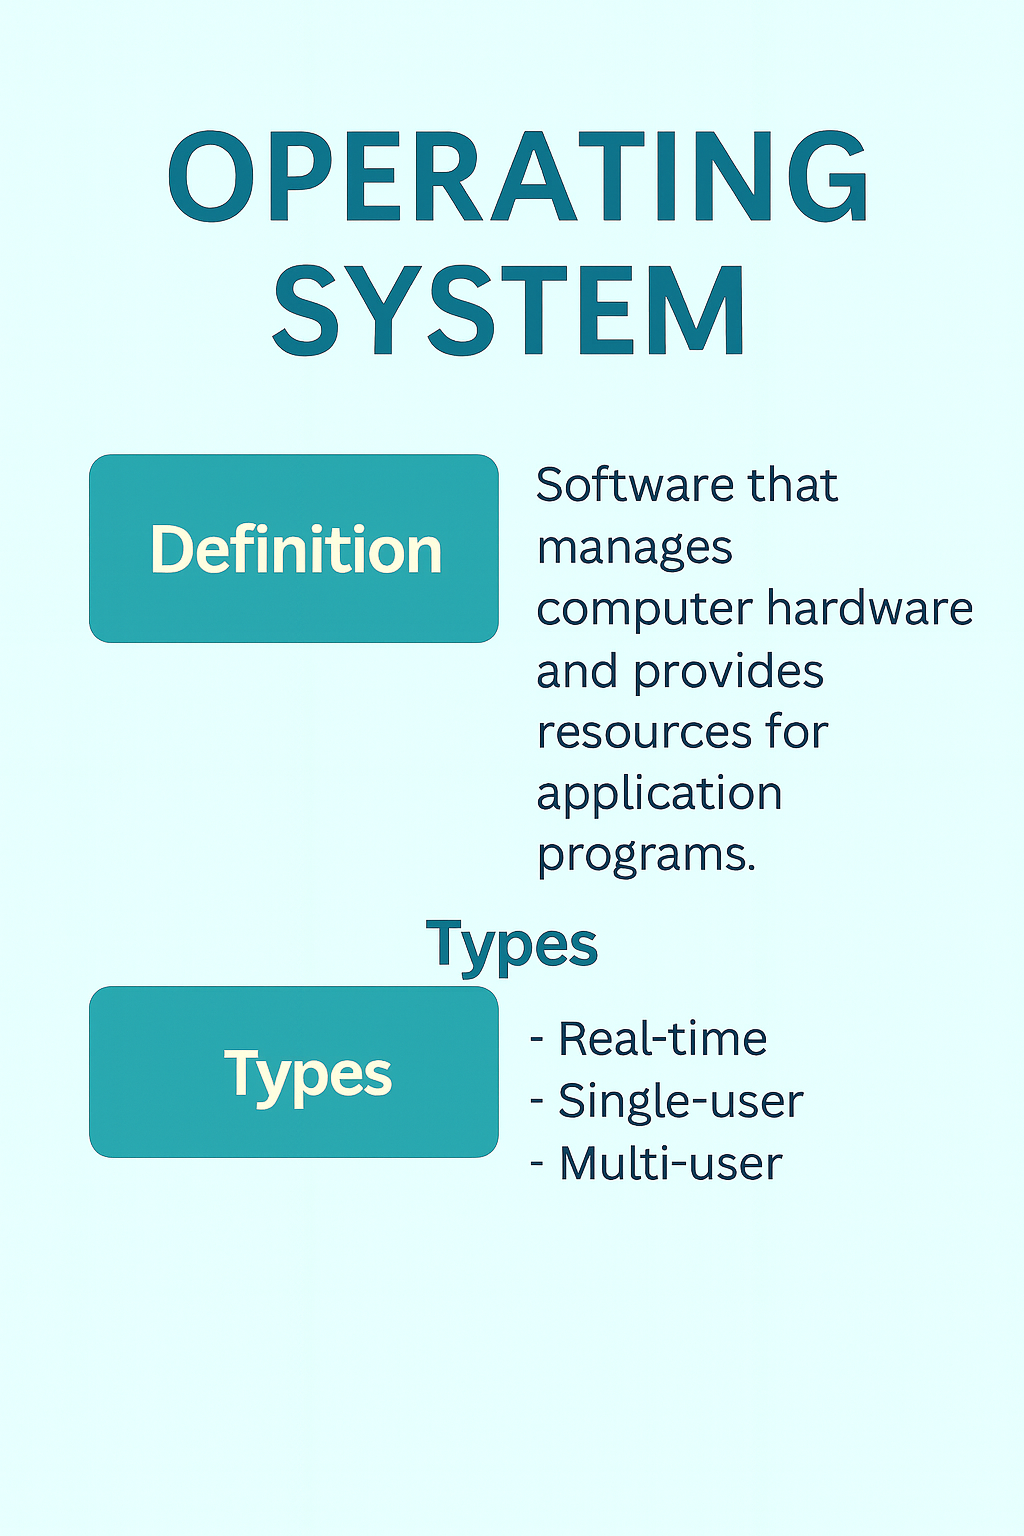 OPERATING
SYSTEM
Definition
Software that
manages
computer hardware
and provides
resources for
application
programs.
Types
Types
- Real-time
- Single-user
- Multi-user